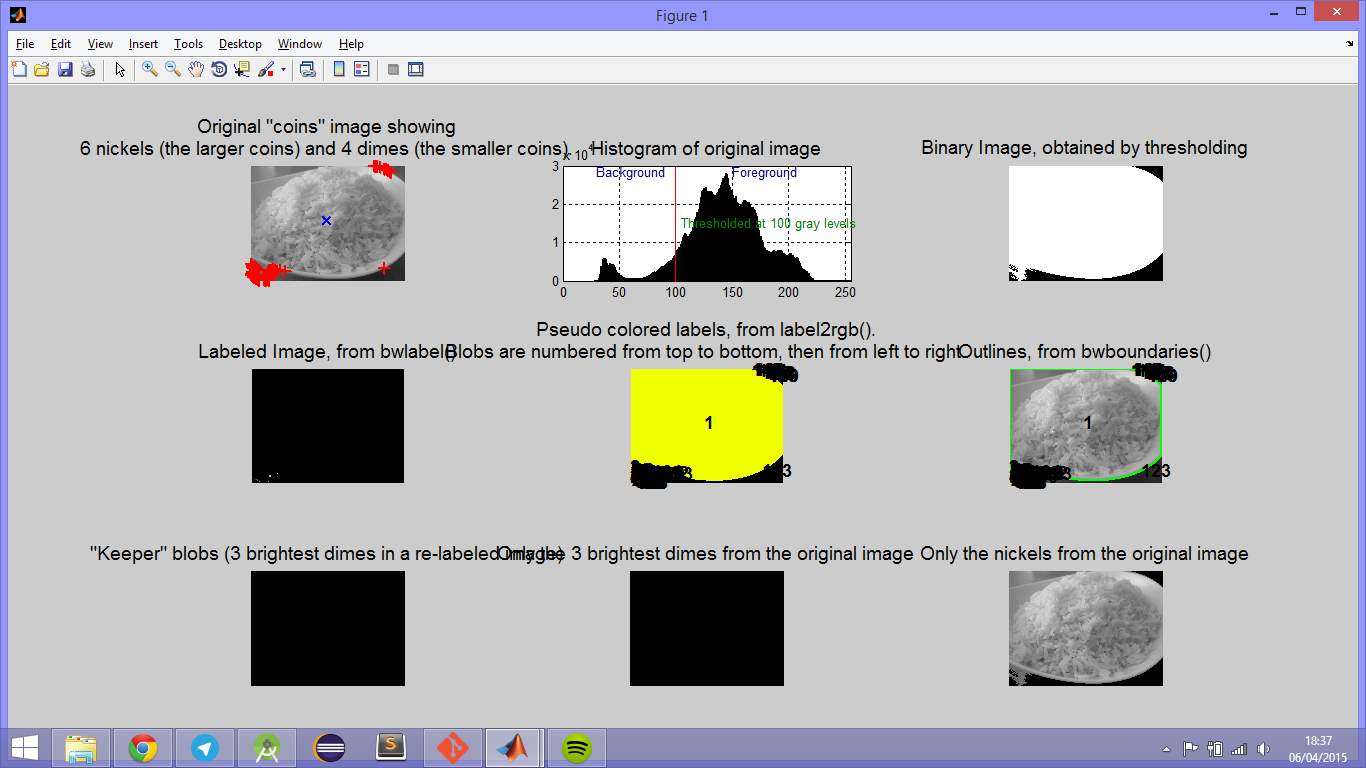 Figure 1
File Edit View Insert Tools Desktop Window Help
Original "coins" image showing
6 nickels (the larger coins) and 4 dimes (the smaller coins)
x 10
Histogram of original image
Background
Foreground
Thresholded at 100 gray levels
3
2
1
0
0 50 100 150 200 250
Binary Image, obtained by thresholding
Labeled Image, from bwlabel()
Pseudo colored labels, from label2rgb().
Blobs are numbered from top to bottom, then from left to right
1
Outlines, from bwboundaries()
1
123
"Keeper" blobs (3 brightest dimes in a re-labeled image)
Only the 3 brightest dimes from the original image
Only the nickels from the original image
18:37
06/04/2015